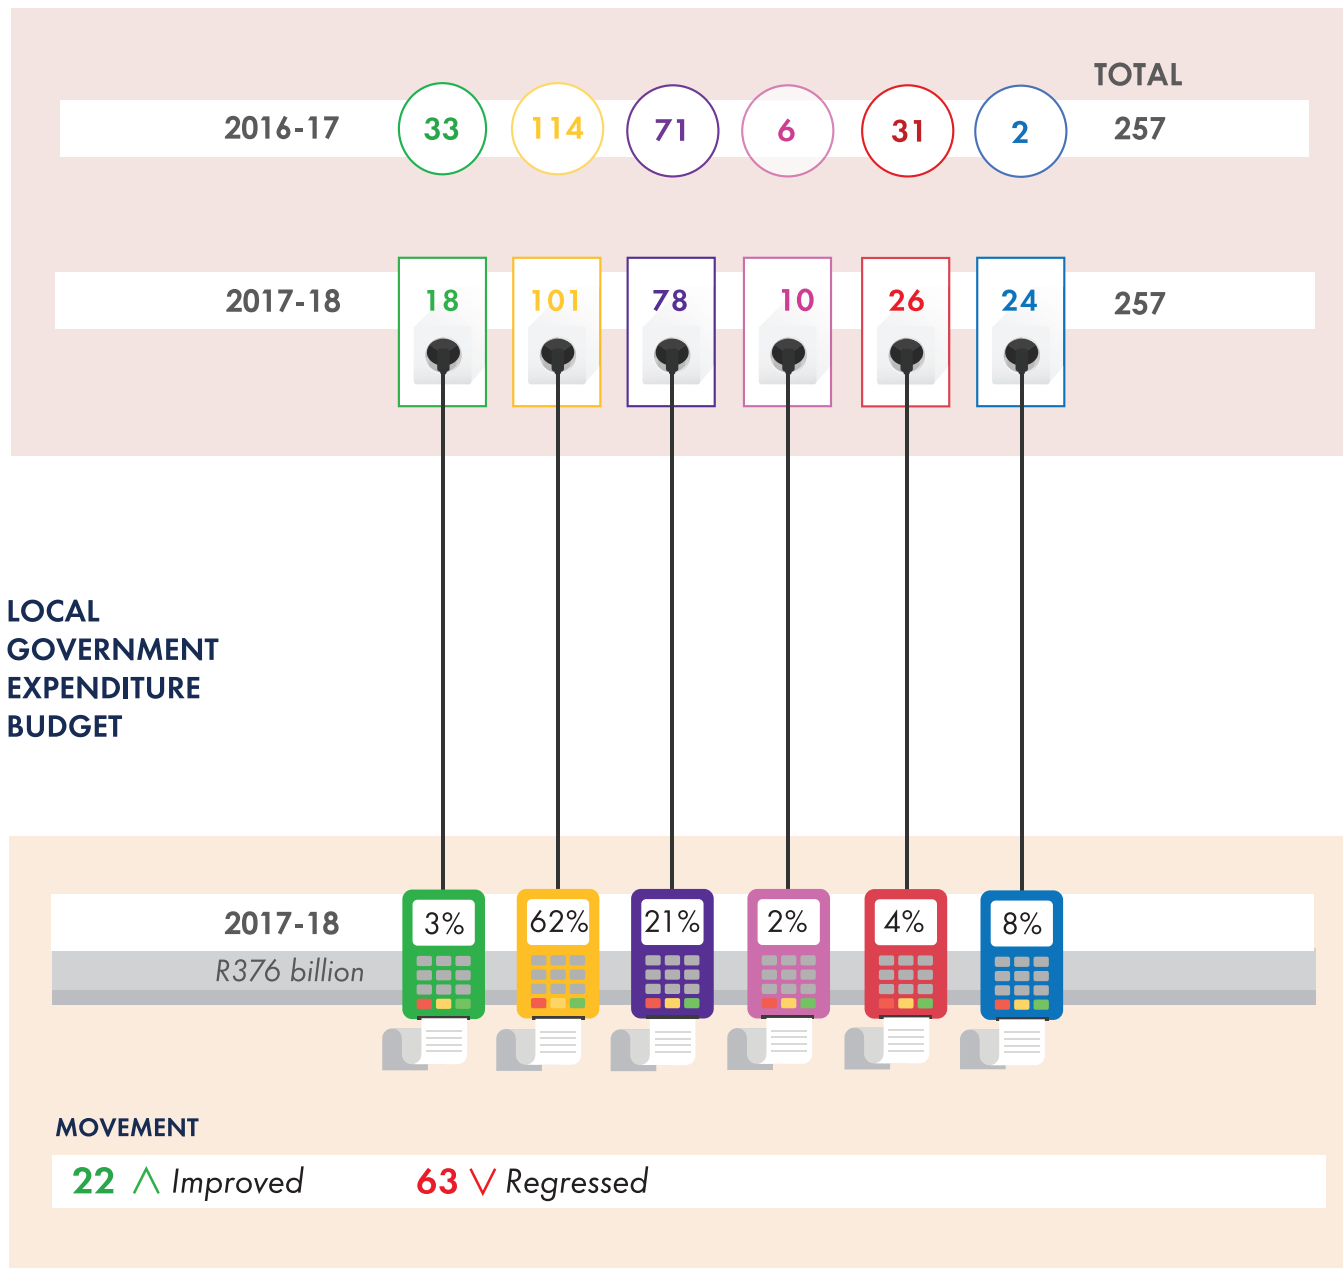 TOTAL
2016-17 33 114 71 6 31 2 257
2017-18 18 101 78 10 26 24 257
LOCAL
GOVERNMENT
EXPENDITURE
BUDGET
2017-18 3% 62% 21% 2% 4% 8%
R376 billion
MOVEMENT
22 Improved 63 Regressed